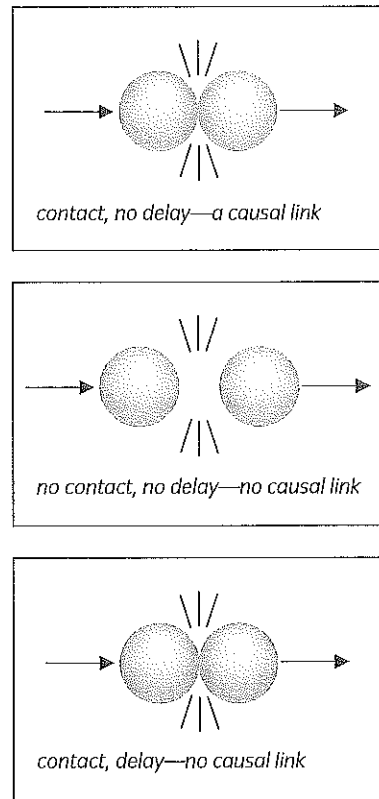 contact, no delay—a causal link
no contact, no delay—no causal link
contact, delay—no causal link